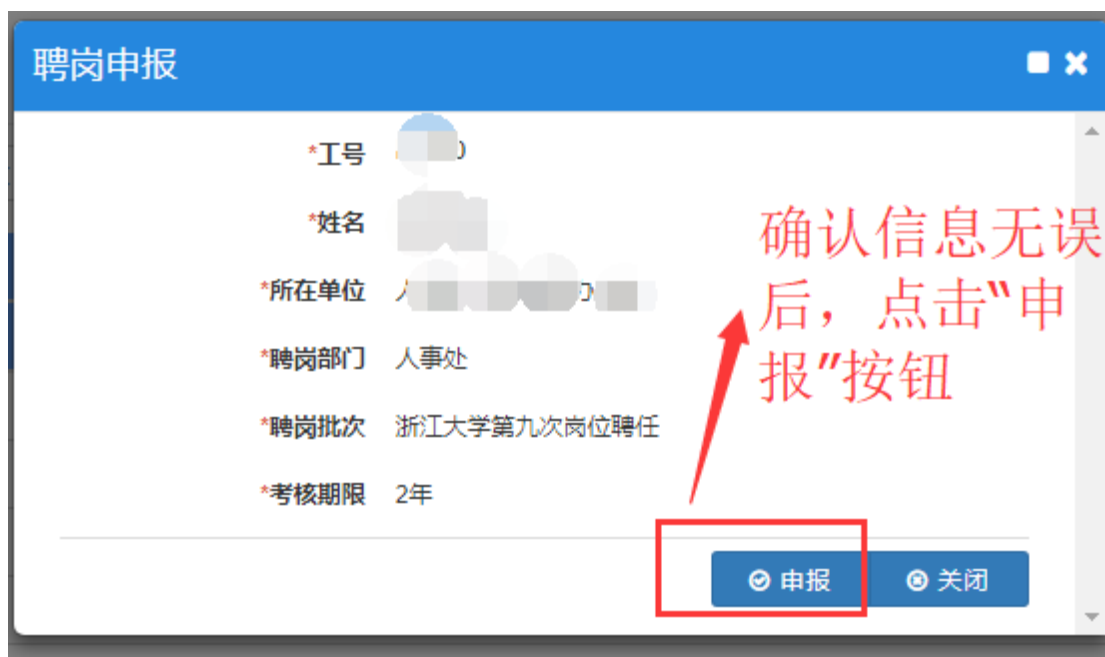 聘岗申报
*工号
*姓名
*所在单位
*聘岗部门 人事处
*聘岗批次 浙江大学第九次岗位聘任
*考核期限 2年
确认信息无误
后，点击“申
报”按钮
申报 关闭